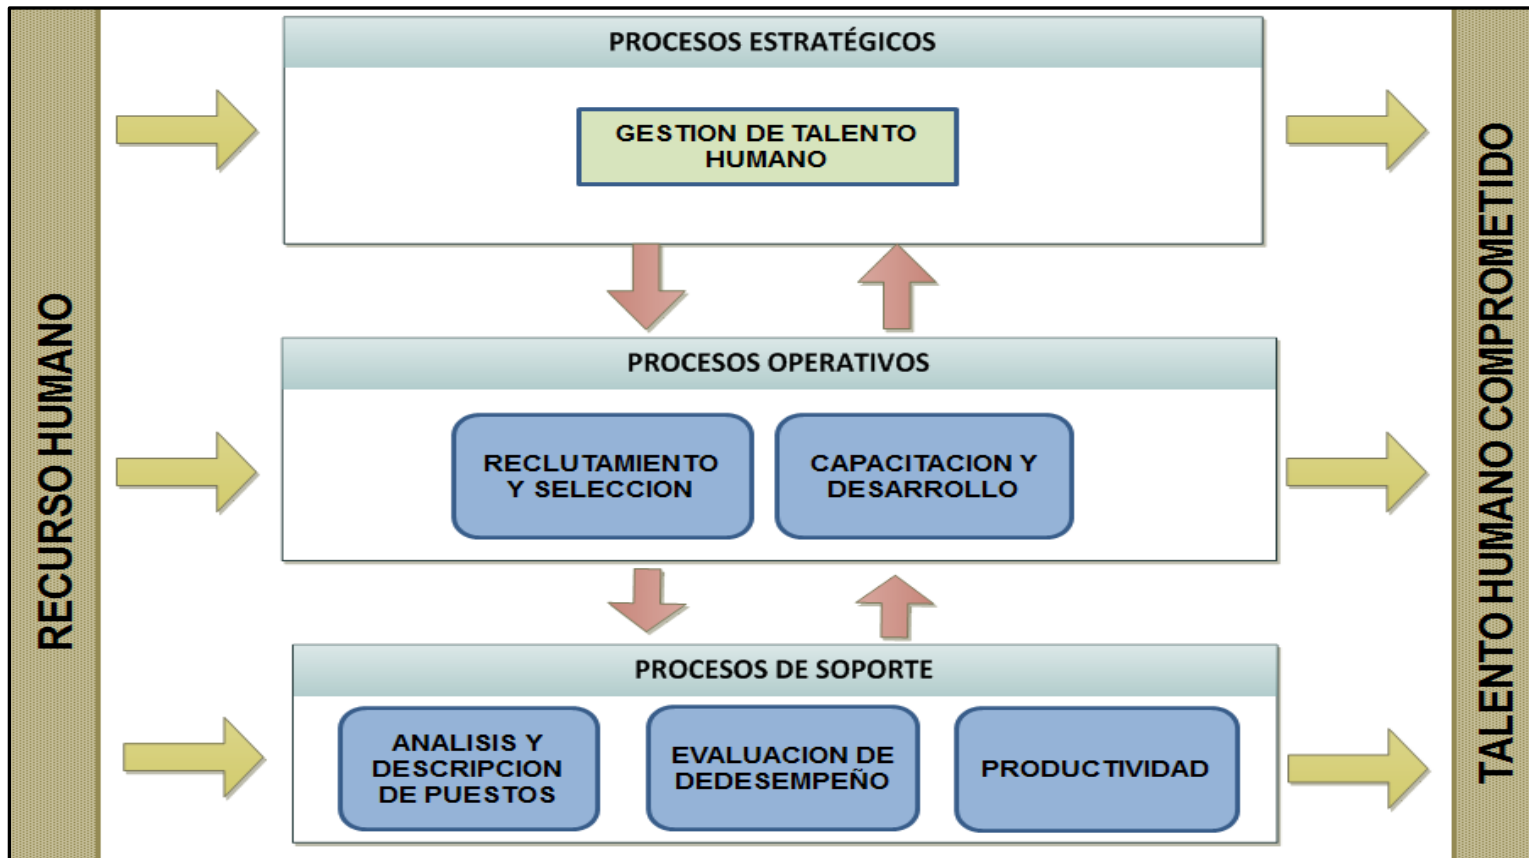 PROCESOS ESTRATÉGICOS
GESTION DE TALENTO
HUMANO
RECURSO HUMANO
PROCESOS OPERATIVOS
RECLUTAMIENTO
Y SELECCION
CAPACITACION Y
DESARROLLO
TALENTO HUMANO COMPROMETIDO
PROCESOS DE SOPORTE
ANALISIS Y
DESCRIPCION
DE PUESTOS
EVALUACION DE
DEDESEMPEÑO
PRODUCTIVIDAD